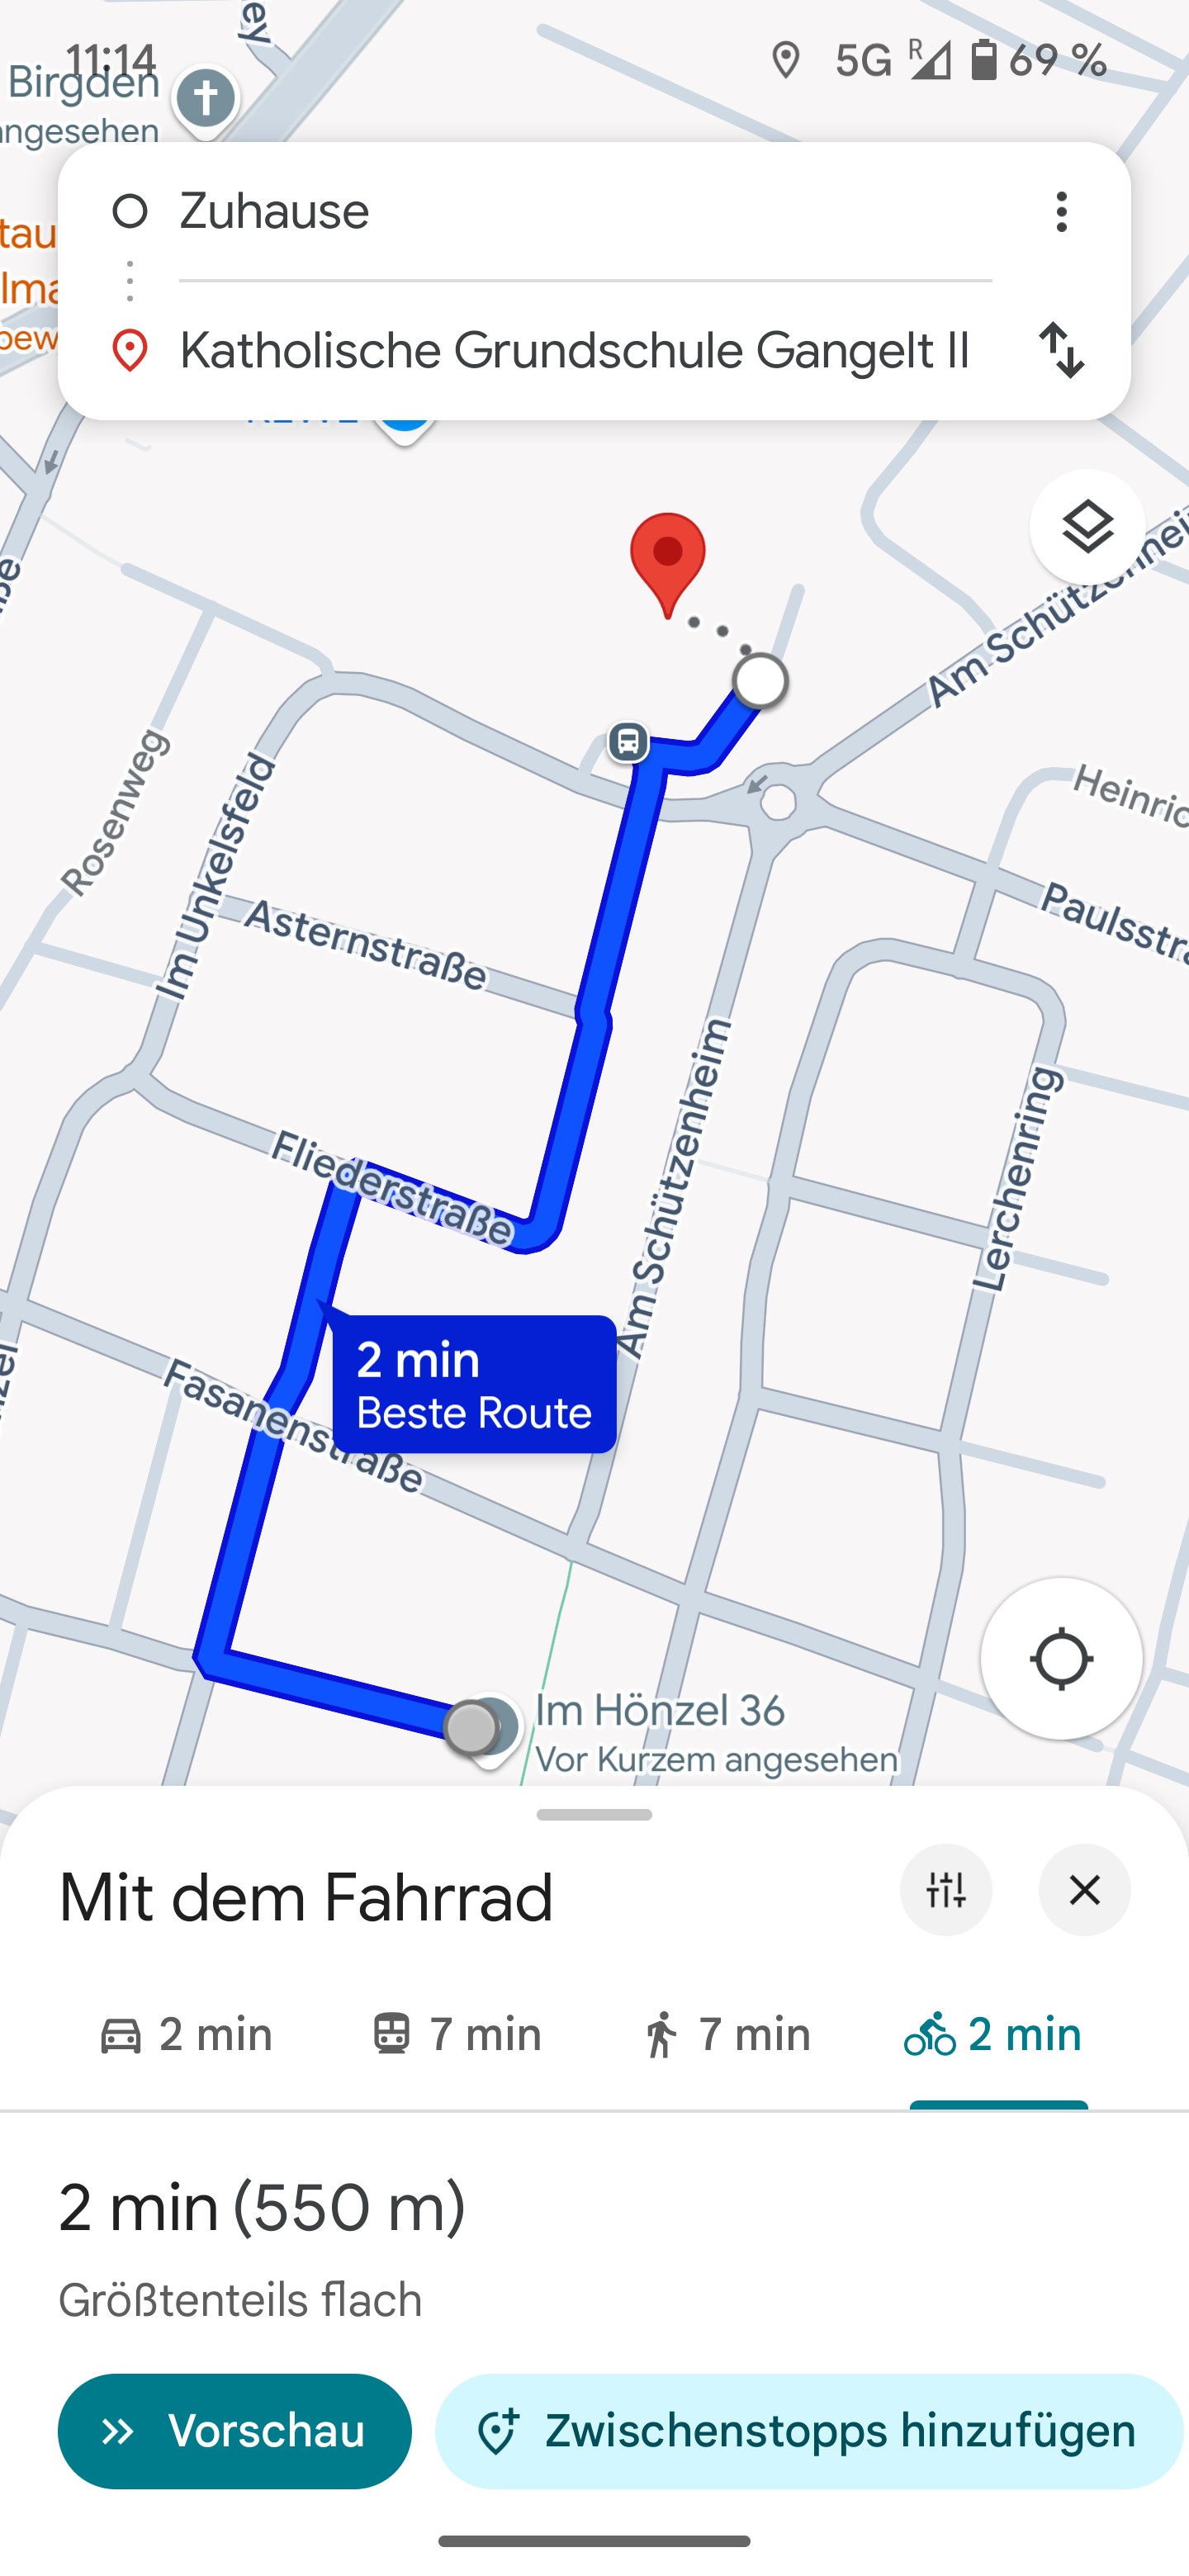 ey
11:14
5G
R
69 %
Birgden
angesehen
Zuhause
Katholische Grundschule Gangelt II
Am Schützenheim
Rosenweg
Im Unkelsfeld
Asternstraße
Heinric
Paulsstra
Fliederstraße
Am Schützenheim
Lerchenring
2 min
Beste Route
Fasanenstraße
Im Hönzel 36
Vor Kurzem angesehen
Mit dem Fahrrad
2 min
7 min
7 min
2 min
2 min (550 m)
Größtenteils flach
Vorschau
Zwischenstopps hinzufügen